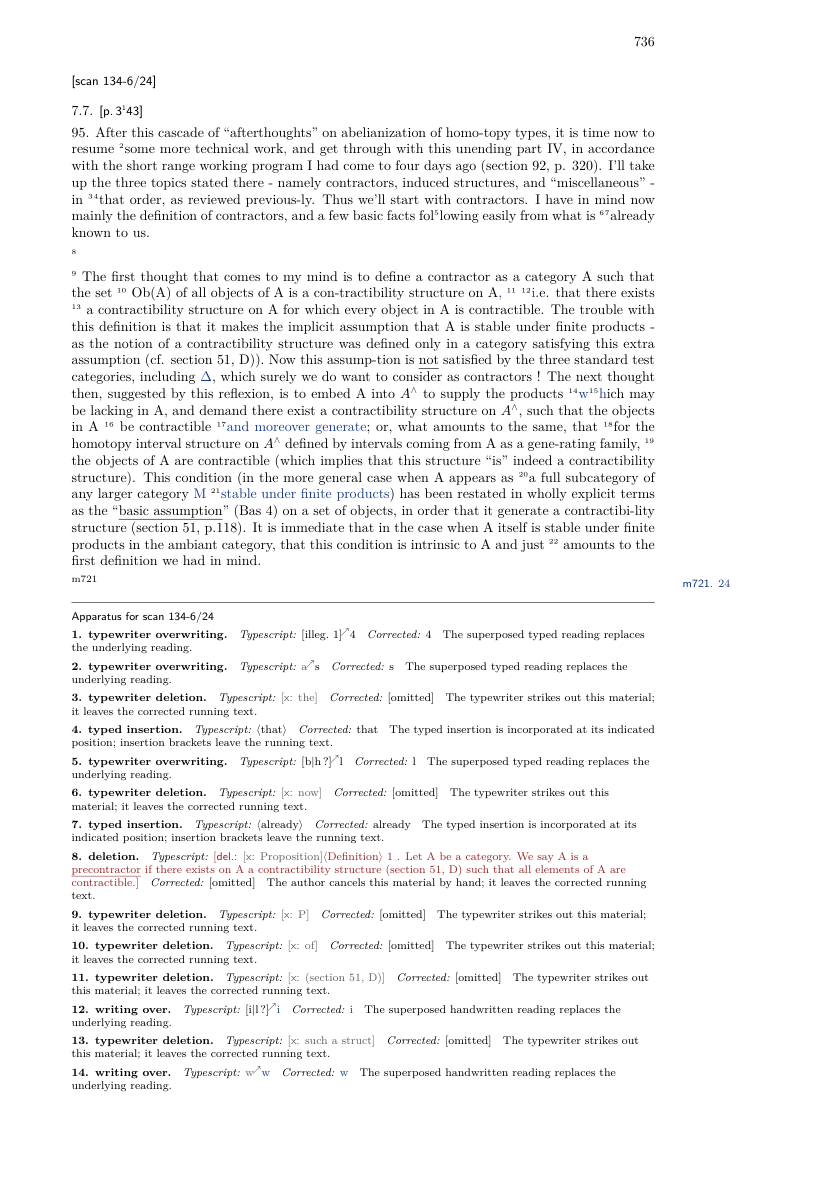 736
[scan 134-6/24]
7.7. [p. 3¹43]
95. After this cascade of “afterthoughts” on abelianization of homo-topy types, it is time now to
resume ²some more technical work, and get through with this unending part IV, in accordance
with the short range working program I had come to four days ago (section 92, p. 320). I’ll take
up the three topics stated there - namely contractors, induced structures, and “miscellaneous” -
in ³⁴that order, as reviewed previous-ly. Thus we’ll start with contractors. I have in mind now
mainly the definition of contractors, and a few basic facts fol⁵lowing easily from what is ⁶⁷already
known to us.
⁸
⁹ The first thought that comes to my mind is to define a contractor as a category A such that
the set ¹⁰ Ob(A) of all objects of A is a con-tractibility structure on A, ¹¹ ¹²i.e. that there exists
¹³ a contractibility structure on A for which every object in A is contractible. The trouble with
this definition is that it makes the implicit assumption that A is stable under finite products -
as the notion of a contractibility structure was defined only in a category satisfying this extra
assumption (cf. section 51, D)). Now this assump-tion is not satisfied by the three standard test
categories, including Δ, which surely we do want to consider as contractors ! The next thought
then, suggested by this reflexion, is to embed A into A^ to supply the products ¹⁴w¹⁵hich may
be lacking in A, and demand there exist a contractibility structure on A^, such that the objects
in A ¹⁶ be contractible ¹⁷and moreover generate; or, what amounts to the same, that ¹⁸for the
homotopy interval structure on A^ defined by intervals coming from A as a gene-rating family, ¹⁹
the objects of A are contractible (which implies that this structure “is” indeed a contractibility
structure). This condition (in the more general case when A appears as ²⁰a full subcategory of
any larger category M ²¹stable under finite products) has been restated in wholly explicit terms
as the “basic assumption” (Bas 4) on a set of objects, in order that it generate a contractibi-lity
structure (section 51, p.118). It is immediate that in the case when A itself is stable under finite
products in the ambiant category, that this condition is intrinsic to A and just ²² amounts to the
first definition we had in mind.
m721
m721. 24
Apparatus for scan 134-6/24
1. typewriter overwriting. Typescript: [illeg. 1]↗4 Corrected: 4 The superposed typed reading replaces
the underlying reading.
2. typewriter overwriting. Typescript: a↗s Corrected: s The superposed typed reading replaces the
underlying reading.
3. typewriter deletion. Typescript: [x: the] Corrected: [omitted] The typewriter strikes out this material;
it leaves the corrected running text.
4. typed insertion. Typescript: ⟨that⟩ Corrected: that The typed insertion is incorporated at its indicated
position; insertion brackets leave the running text.
5. typewriter overwriting. Typescript: [b|h ?]↗l Corrected: l The superposed typed reading replaces the
underlying reading.
6. typewriter deletion. Typescript: [x: now] Corrected: [omitted] The typewriter strikes out this
material; it leaves the corrected running text.
7. typed insertion. Typescript: ⟨already⟩ Corrected: already The typed insertion is incorporated at its
indicated position; insertion brackets leave the running text.
8. deletion. Typescript: [del.: [x: Proposition]⟨Definition⟩ 1 . Let A be a category. We say A is a
precontractor if there exists on A a contractibility structure (section 51, D) such that all elements of A are
contractible.] Corrected: [omitted] The author cancels this material by hand; it leaves the corrected running
text.
9. typewriter deletion. Typescript: [x: P] Corrected: [omitted] The typewriter strikes out this material;
it leaves the corrected running text.
10. typewriter deletion. Typescript: [x: of] Corrected: [omitted] The typewriter strikes out this material;
it leaves the corrected running text.
11. typewriter deletion. Typescript: [x: (section 51, D)] Corrected: [omitted] The typewriter strikes out
this material; it leaves the corrected running text.
12. writing over. Typescript: [i|l ?]↗i Corrected: i The superposed handwritten reading replaces the
underlying reading.
13. typewriter deletion. Typescript: [x: such a struct] Corrected: [omitted] The typewriter strikes out
this material; it leaves the corrected running text.
14. writing over. Typescript: w↗w Corrected: w The superposed handwritten reading replaces the
underlying reading.